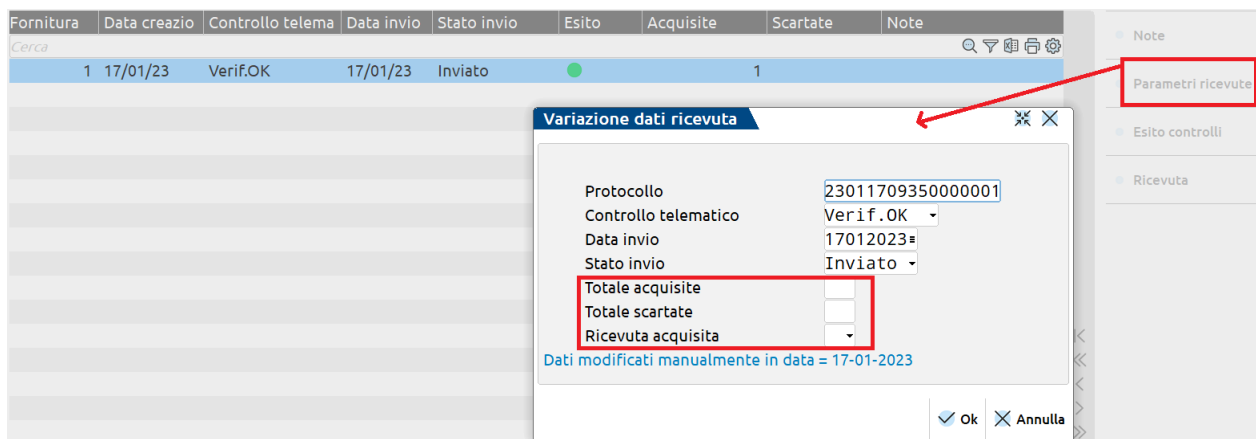 Fornitura Data creazio Controllo telema Data invio Stato invio Esito Acquisite Scartate Note
Cerca
1 17/01/23 Verif.OK 17/01/23 Inviato 1
Note
Parametri ricevute
Esito controlli
Ricevuta
Variazione dati ricevuta
Protocollo 23011709350000001
Controllo telematico Verif.OK
Data invio 17012023
Stato invio Inviato
Totale acquisite
Totale scartate
Ricevuta acquisita
Dati modificati manualmente in data = 17-01-2023
Ok Annulla